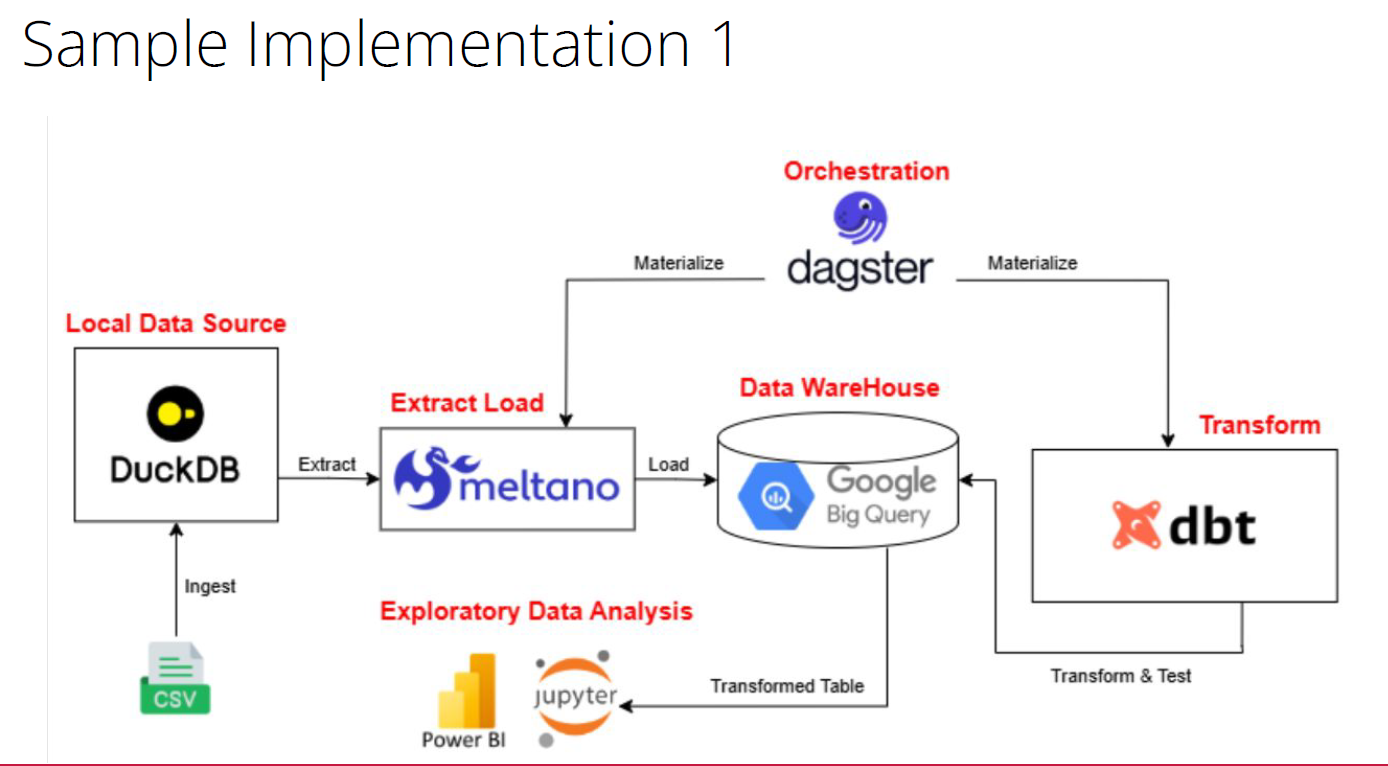 Sample Implementation 1
Orchestration
dagster
Materialize
Materialize
Local Data Source
DuckDB
Extract
Extract Load
meltano
Load
Data WareHouse
Google
Big Query
Transform
dbt
Ingest
CSV
Exploratory Data Analysis
Power BI
jupyter
Transformed Table
Transform & Test